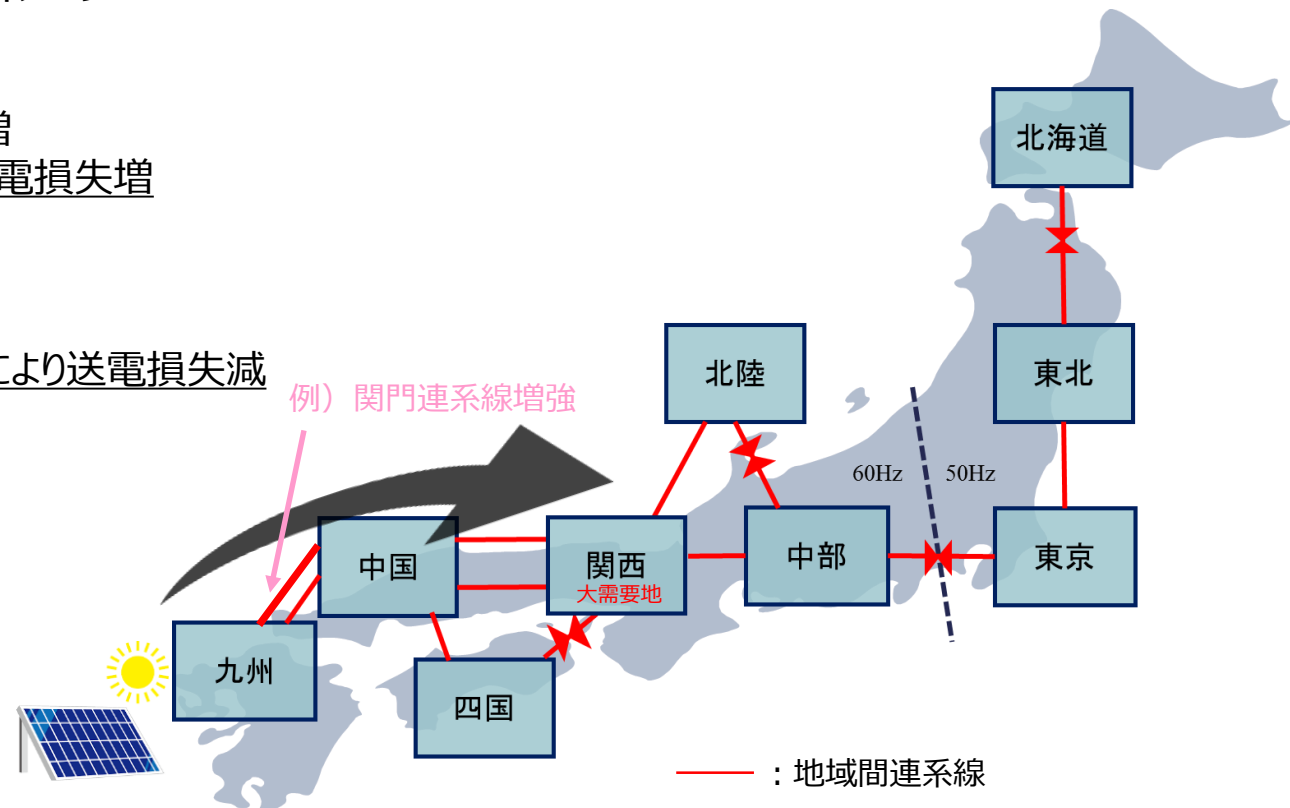 増
電損失増
により送電損失減
例）関門連系線増強
北海道
北陸
東北
60Hz
50Hz
中国
関西
大需要地
中部
東京
九州
四国
：地域間連系線